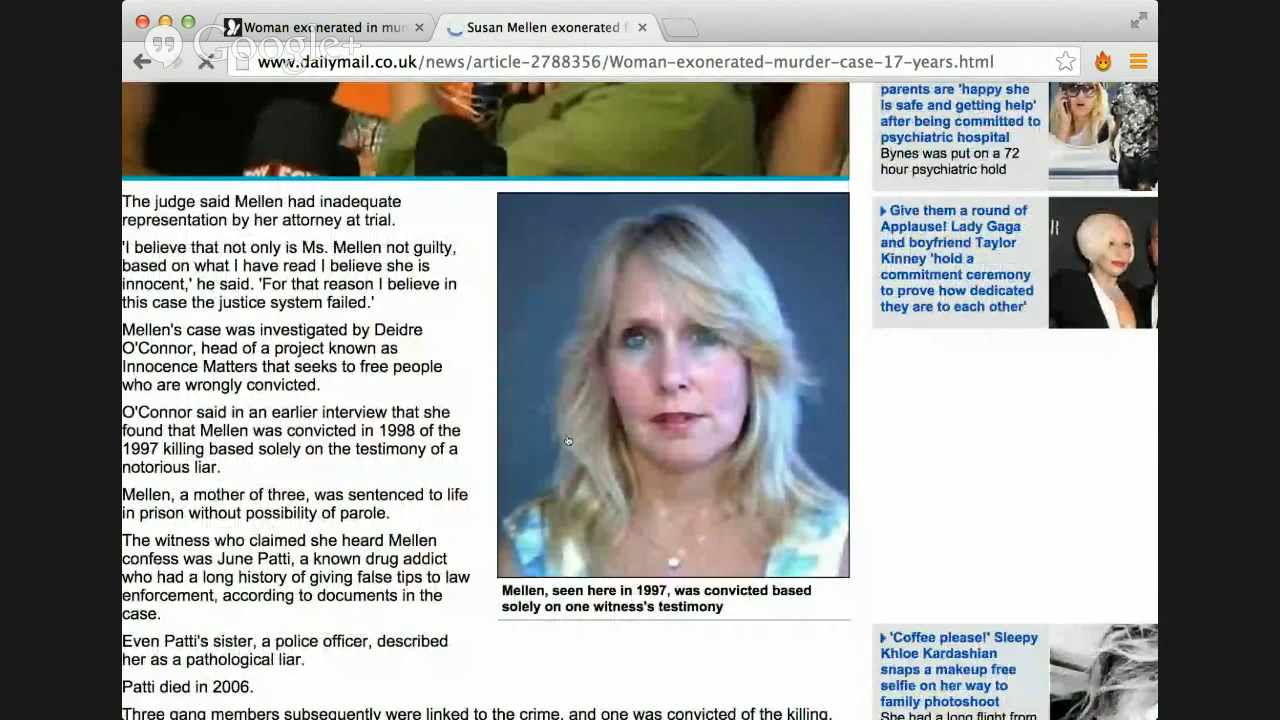 Woman exonerated in mur
Susan Mellen exonerated f
Google+
www.dailymail.co.uk/news/article-2788356/Woman-exonerated-murder-case-17-years.html
The judge said Mellen had inadequate
representation by her attorney at trial.
'I believe that not only is Ms. Mellen not guilty,
based on what I have read I believe she is
innocent,' he said. 'For that reason I believe in
this case the justice system failed.'
Mellen's case was investigated by Deidre
O'Connor, head of a project known as
Innocence Matters that seeks to free people
who are wrongly convicted.
O'Connor said in an earlier interview that she
found that Mellen was convicted in 1998 of the
1997 killing based solely on the testimony of a
notorious liar.
Mellen, a mother of three, was sentenced to life
in prison without possibility of parole.
The witness who claimed she heard Mellen
confess was June Patti, a known drug addict
who had a long history of giving false tips to law
enforcement, according to documents in the
case.
Even Patti's sister, a police officer, described
her as a pathological liar.
Patti died in 2006.
Three gang members subsequently were linked to the crime, and one was convicted of the killing.
Mellen, seen here in 1997, was convicted based
solely on one witness's testimony
parents are 'happy she
is safe and getting help'
after being committed to
psychiatric hospital
Bynes was put on a 72
hour psychiatric hold
Give them a round of
Applause! Lady Gaga
and boyfriend Taylor
Kinney 'hold a
commitment ceremony
to prove how dedicated
they are to each other'
'Coffee please!' Sleepy
Khloe Kardashian
snaps a makeup free
selfie on her way to
family photoshoot
She had a long flight from